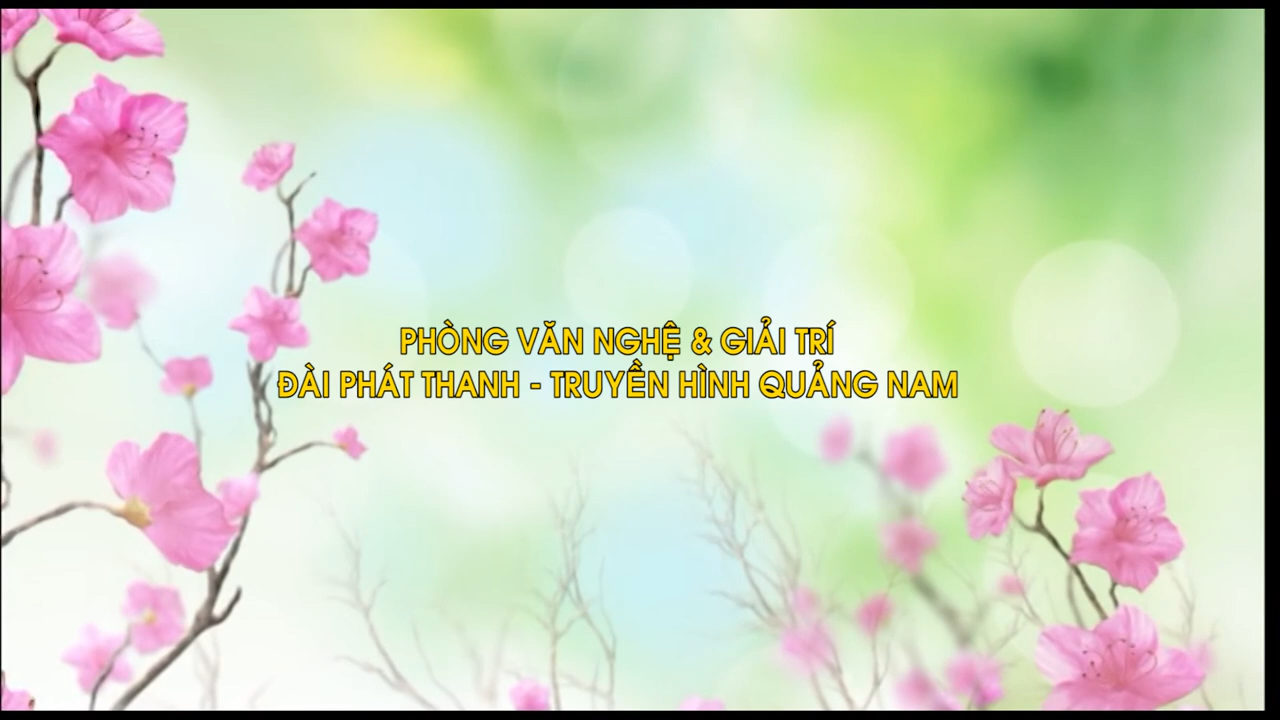 PHÒNG VĂN NGHỆ & GIẢI TRÍ
ĐÀI PHÁT THANH - TRUYỀN HÌNH QUẢNG NAM